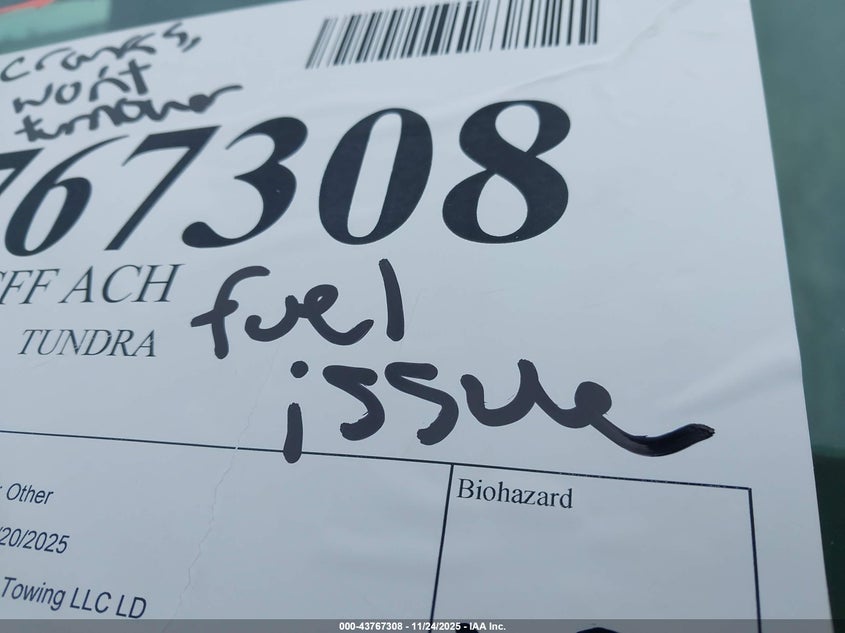 cranks,
won't
turnover
767308
FF ACH
TUNDRA
fuel
issue
Other
/20/2025
Towing LLC LD
Biohazard
000-43767308 - 11/24/2025 - IAA Inc.